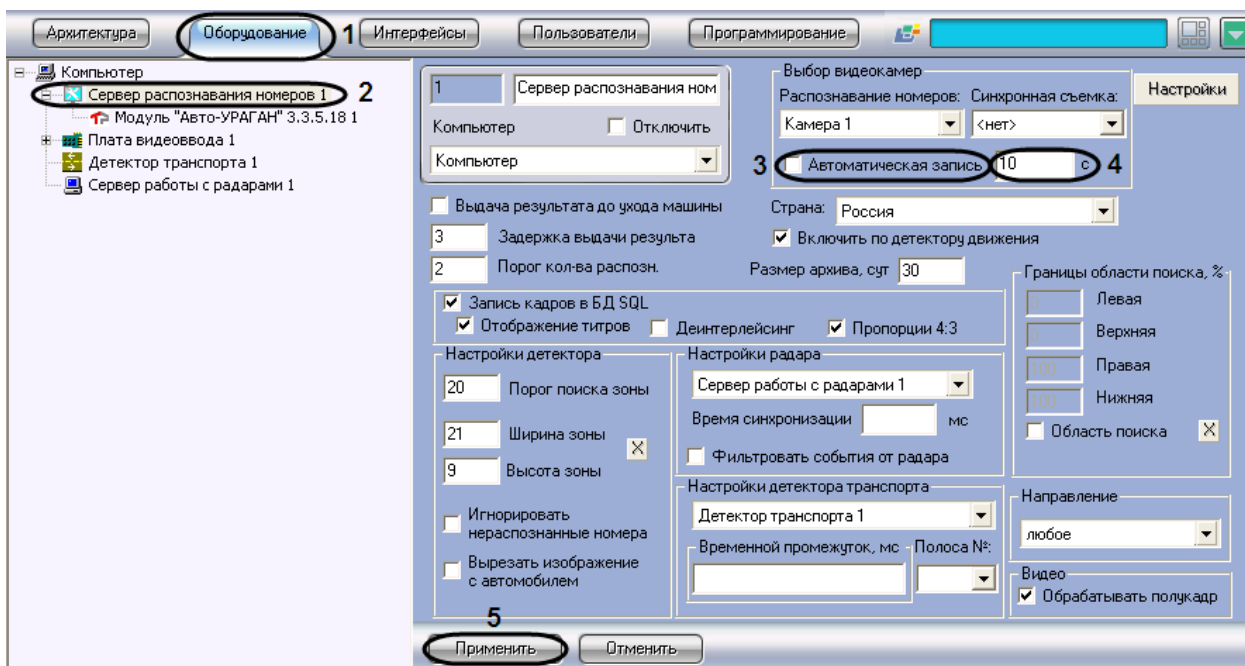 Архитектура Оборудование 1 Интерфейсы Пользователи Программирование
Компьютер
Сервер распознавания номеров 1 2
Модуль "Авто-УРАГАН" 3.3.5.18 1
Плата видеоввода 1
Детектор транспорта 1
Сервер работы с радарами 1
1 Сервер распознавания ном
Компьютер Отключить
Компьютер
Выбор видеокамер
Распознавание номеров: Синхронная съемка:
Камера 1 <нет>
3 Автоматическая запись 10 с 4
Настройки
Выдача результата до ухода машины
3 Задержка выдачи результа
2 Порог кол-ва распозн.
Страна: Россия
Включить по детектору движения
Размер архива, сут 30
Запись кадров в БД SQL
Отображение титров Деинтерлейсинг Пропорции 4:3
Границы области поиска, %
0 Левая
0 Верхняя
100 Правая
100 Нижняя
Область поиска X
Настройки детектора
20 Порог поиска зоны
21 Ширина зоны
X
9 Высота зоны
Игнорировать
нераспознанные номера
Вырезать изображение
с автомобилем
Настройки радара
Сервер работы с радарами 1
Время синхронизации мс
Фильтровать события от радара
Настройки детектора транспорта
Детектор транспорта 1
Временной промежуток, мс Полоса №:
Направление
любое
Видео
Обрабатывать полукадр
5
Применить Отменить